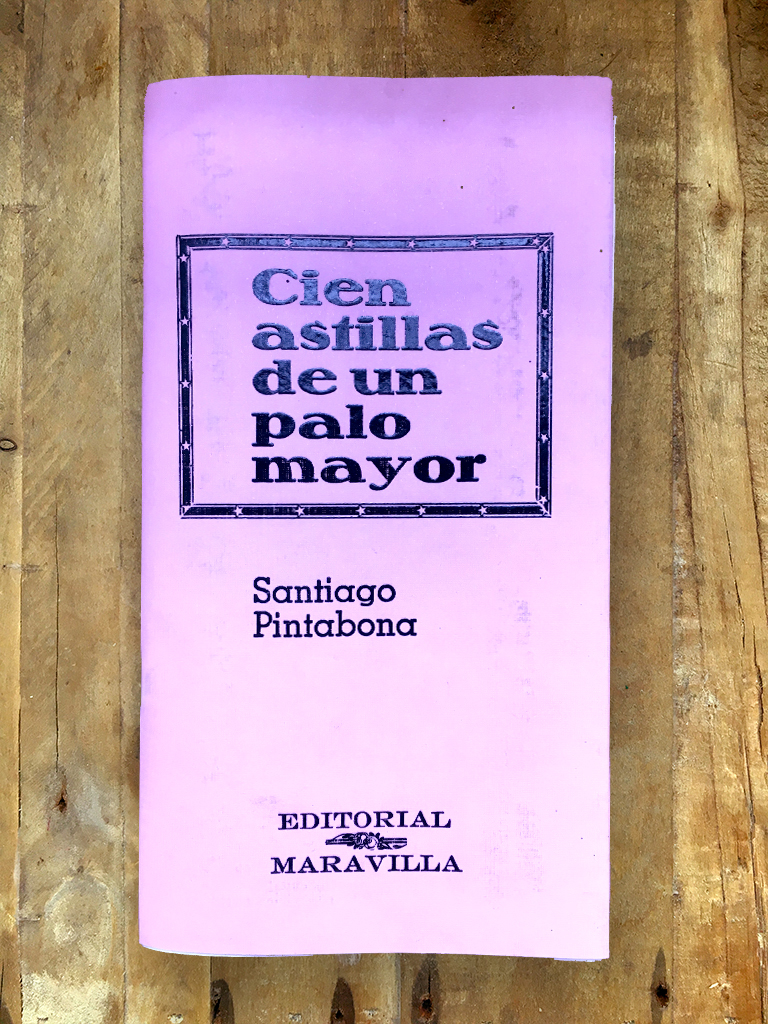 Cien
astillas
de un
palo
mayor
Santiago
Pintabona
EDITORIAL
MARAVILLA